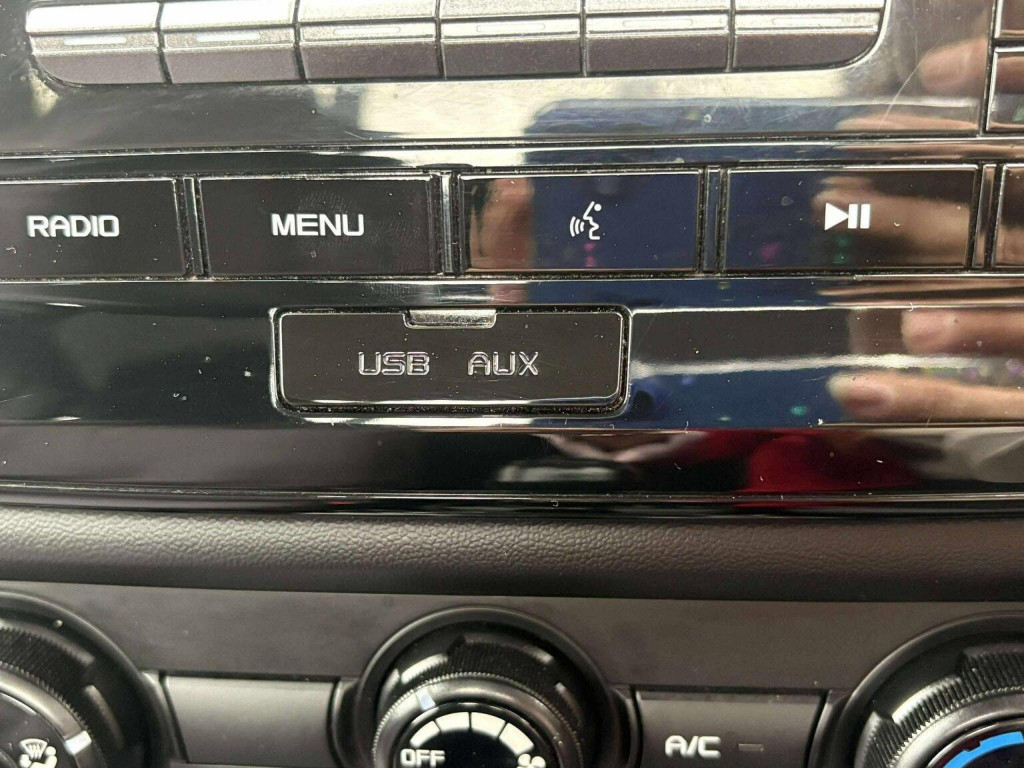 RADIO MENU
USB AUX
OFF A/C